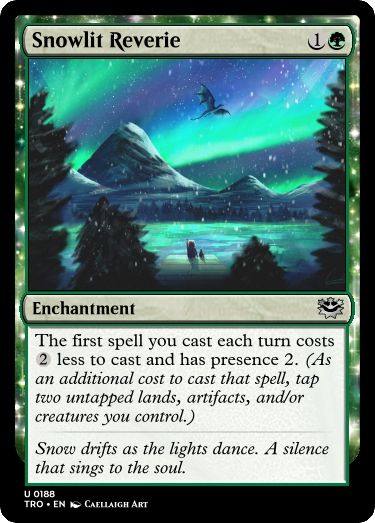 Snowlit Reverie 1
Enchantment
The first spell you cast each turn costs
2 less to cast and has presence 2. (As
an additional cost to cast that spell, tap
two untapped lands, artifacts, and/or
creatures you control.)
Snow drifts as the lights dance. A silence
that sings to the soul.
U 0188
TRO • EN Caellaigh Art